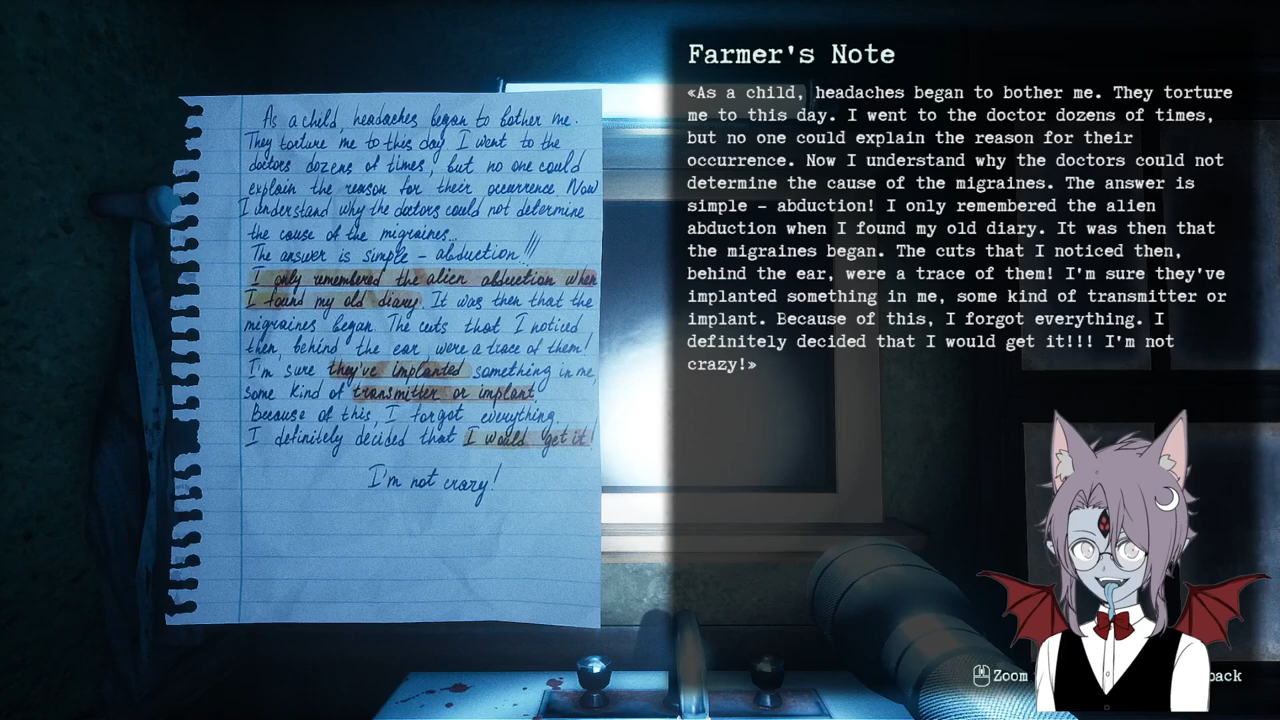 As a child, headaches began to bother me.
They torture me to this day. I went to the
doctors dozens of times, but no one could
explain the reason for their occurrence Now
I understand why the doctors could not determine
the cause of the migraines...
The answer is simple – abduction!!!
I only remembered the alien abduction when
I found my old diary. It was then that the
migraines began. The cuts that I noticed
then, behind the ear, were a trace of them!
I'm sure they've implanted something in me,
some kind of transmitter or implant.
Because of this, I forgot everything.
I definitely decided that I would get it!
I'm not crazy!
Farmer's Note
«As a child, headaches began to bother me. They torture
me to this day. I went to the doctor dozens of times,
but no one could explain the reason for their
occurrence. Now I understand why the doctors could not
determine the cause of the migraines. The answer is
simple – abduction! I only remembered the alien
abduction when I found my old diary. It was then that
the migraines began. The cuts that I noticed then,
behind the ear, were a trace of them! I'm sure they've
implanted something in me, some kind of transmitter or
implant. Because of this, I forgot everything. I
definitely decided that I would get it!!! I'm not
crazy!»
Zoom
back